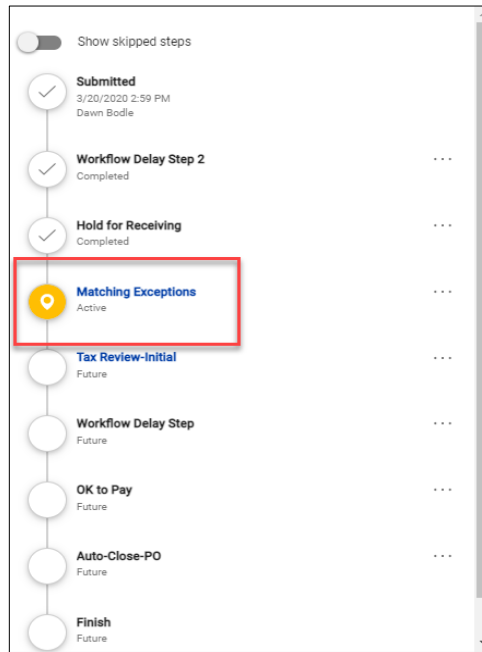 Show skipped steps
Submitted
3/20/2020 2:59 PM
Dawn Bodle
Workflow Delay Step 2
Completed
...
Hold for Receiving
Completed
...
Matching Exceptions
Active
...
Tax Review-Initial
Future
...
Workflow Delay Step
Future
...
OK to Pay
Future
...
Auto-Close-PO
Future
...
Finish
Future